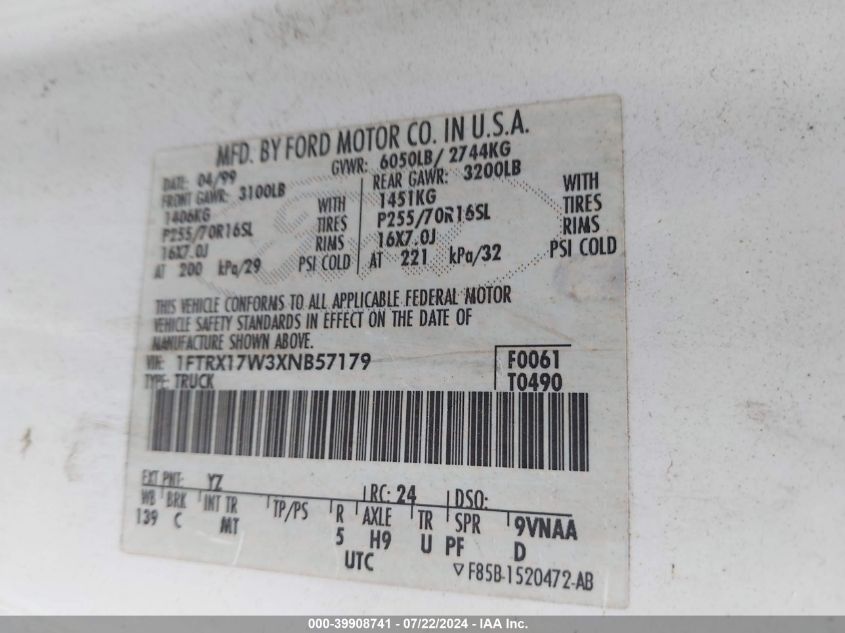 MFD. BY FORD MOTOR CO. IN U.S.A.
DATE: 04/99 GVWR: 6050LB/ 2744KG
FRONT GAWR: 3100LB REAR GAWR: 3200LB
1406KG WITH 1451KG WITH
P255/70R16SL TIRES P255/70R16SL TIRES
16X7.0J RIMS 16X7.0J RIMS
AT 200 kPa/29 PSI COLD AT 221 kPa/32 PSI COLD
THIS VEHICLE CONFORMS TO ALL APPLICABLE FEDERAL MOTOR
VEHICLE SAFETY STANDARDS IN EFFECT ON THE DATE OF
MANUFACTURE SHOWN ABOVE.
VIN: 1FTRX17W3XNB57179 F0061
TYPE: TRUCK T0490
EXT PNT: YZ RC: 24 DSO:
WB BRK INT TR TP/PS R AXLE TR SPR 9VNAA
139 C MT 5 H9 U PF D
UTC ▽F85B-1520472-AB
000-39908741 / 07/22/2024 - IAA Inc.